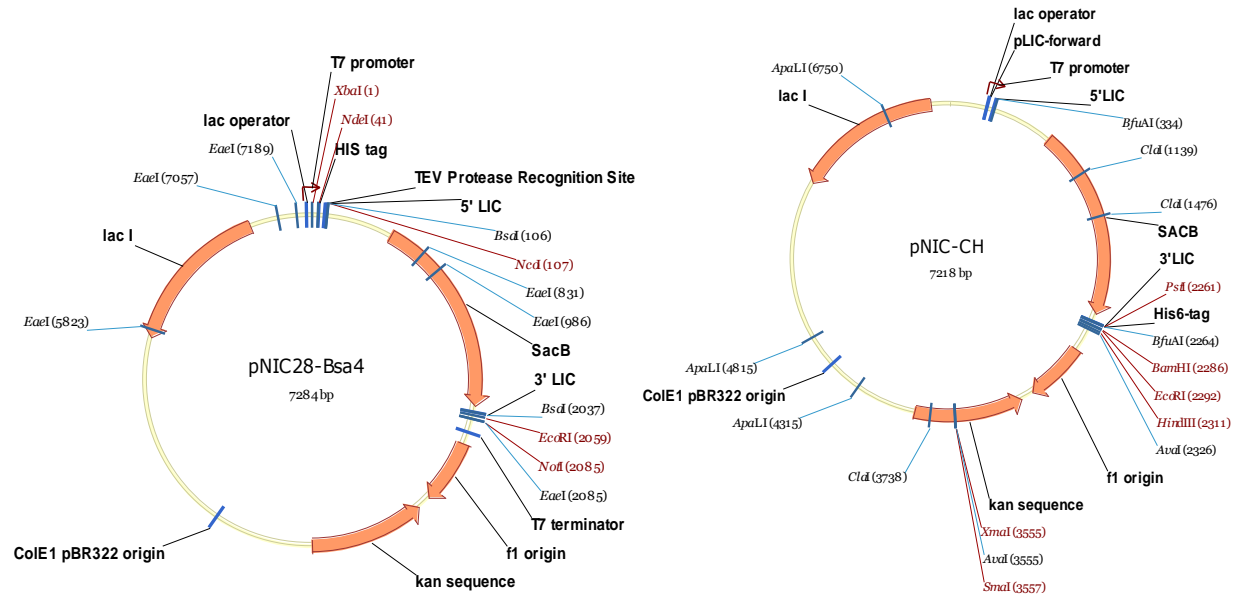 T7 promoter
XbaI (1)
lac operator
NdeI (41)
EaeI (7189)
HIS tag
EaeI (7057)
TEV Protease Recognition Site
5' LIC
lac I
BsaI (106)
NcoI (107)
EaeI (831)
EaeI (986)
EaeI (5823)
SacB
pNIC28-Bsa4
7284 bp
3' LIC
BsaI (2037)
EcoRI (2059)
NotI (2085)
EaeI (2085)
T7 terminator
ColE1 pBR322 origin
f1 origin
kan sequence
lac operator
pLIC-forward
ApaLI (6750)
T7 promoter
lac I
5'LIC
BfuAI (334)
ClaI (1139)
ClaI (1476)
SACB
pNIC-CH
7218 bp
3'LIC
PstI (2261)
His6-tag
BfuAI (2264)
ApaLI (4815)
BamHI (2286)
ColE1 pBR322 origin
EcoRI (2292)
HindIII (2311)
ApaLI (4315)
AvaI (2326)
ClaI (3738)
f1 origin
kan sequence
XmaI (3555)
AvaI (3555)
SmaI (3557)